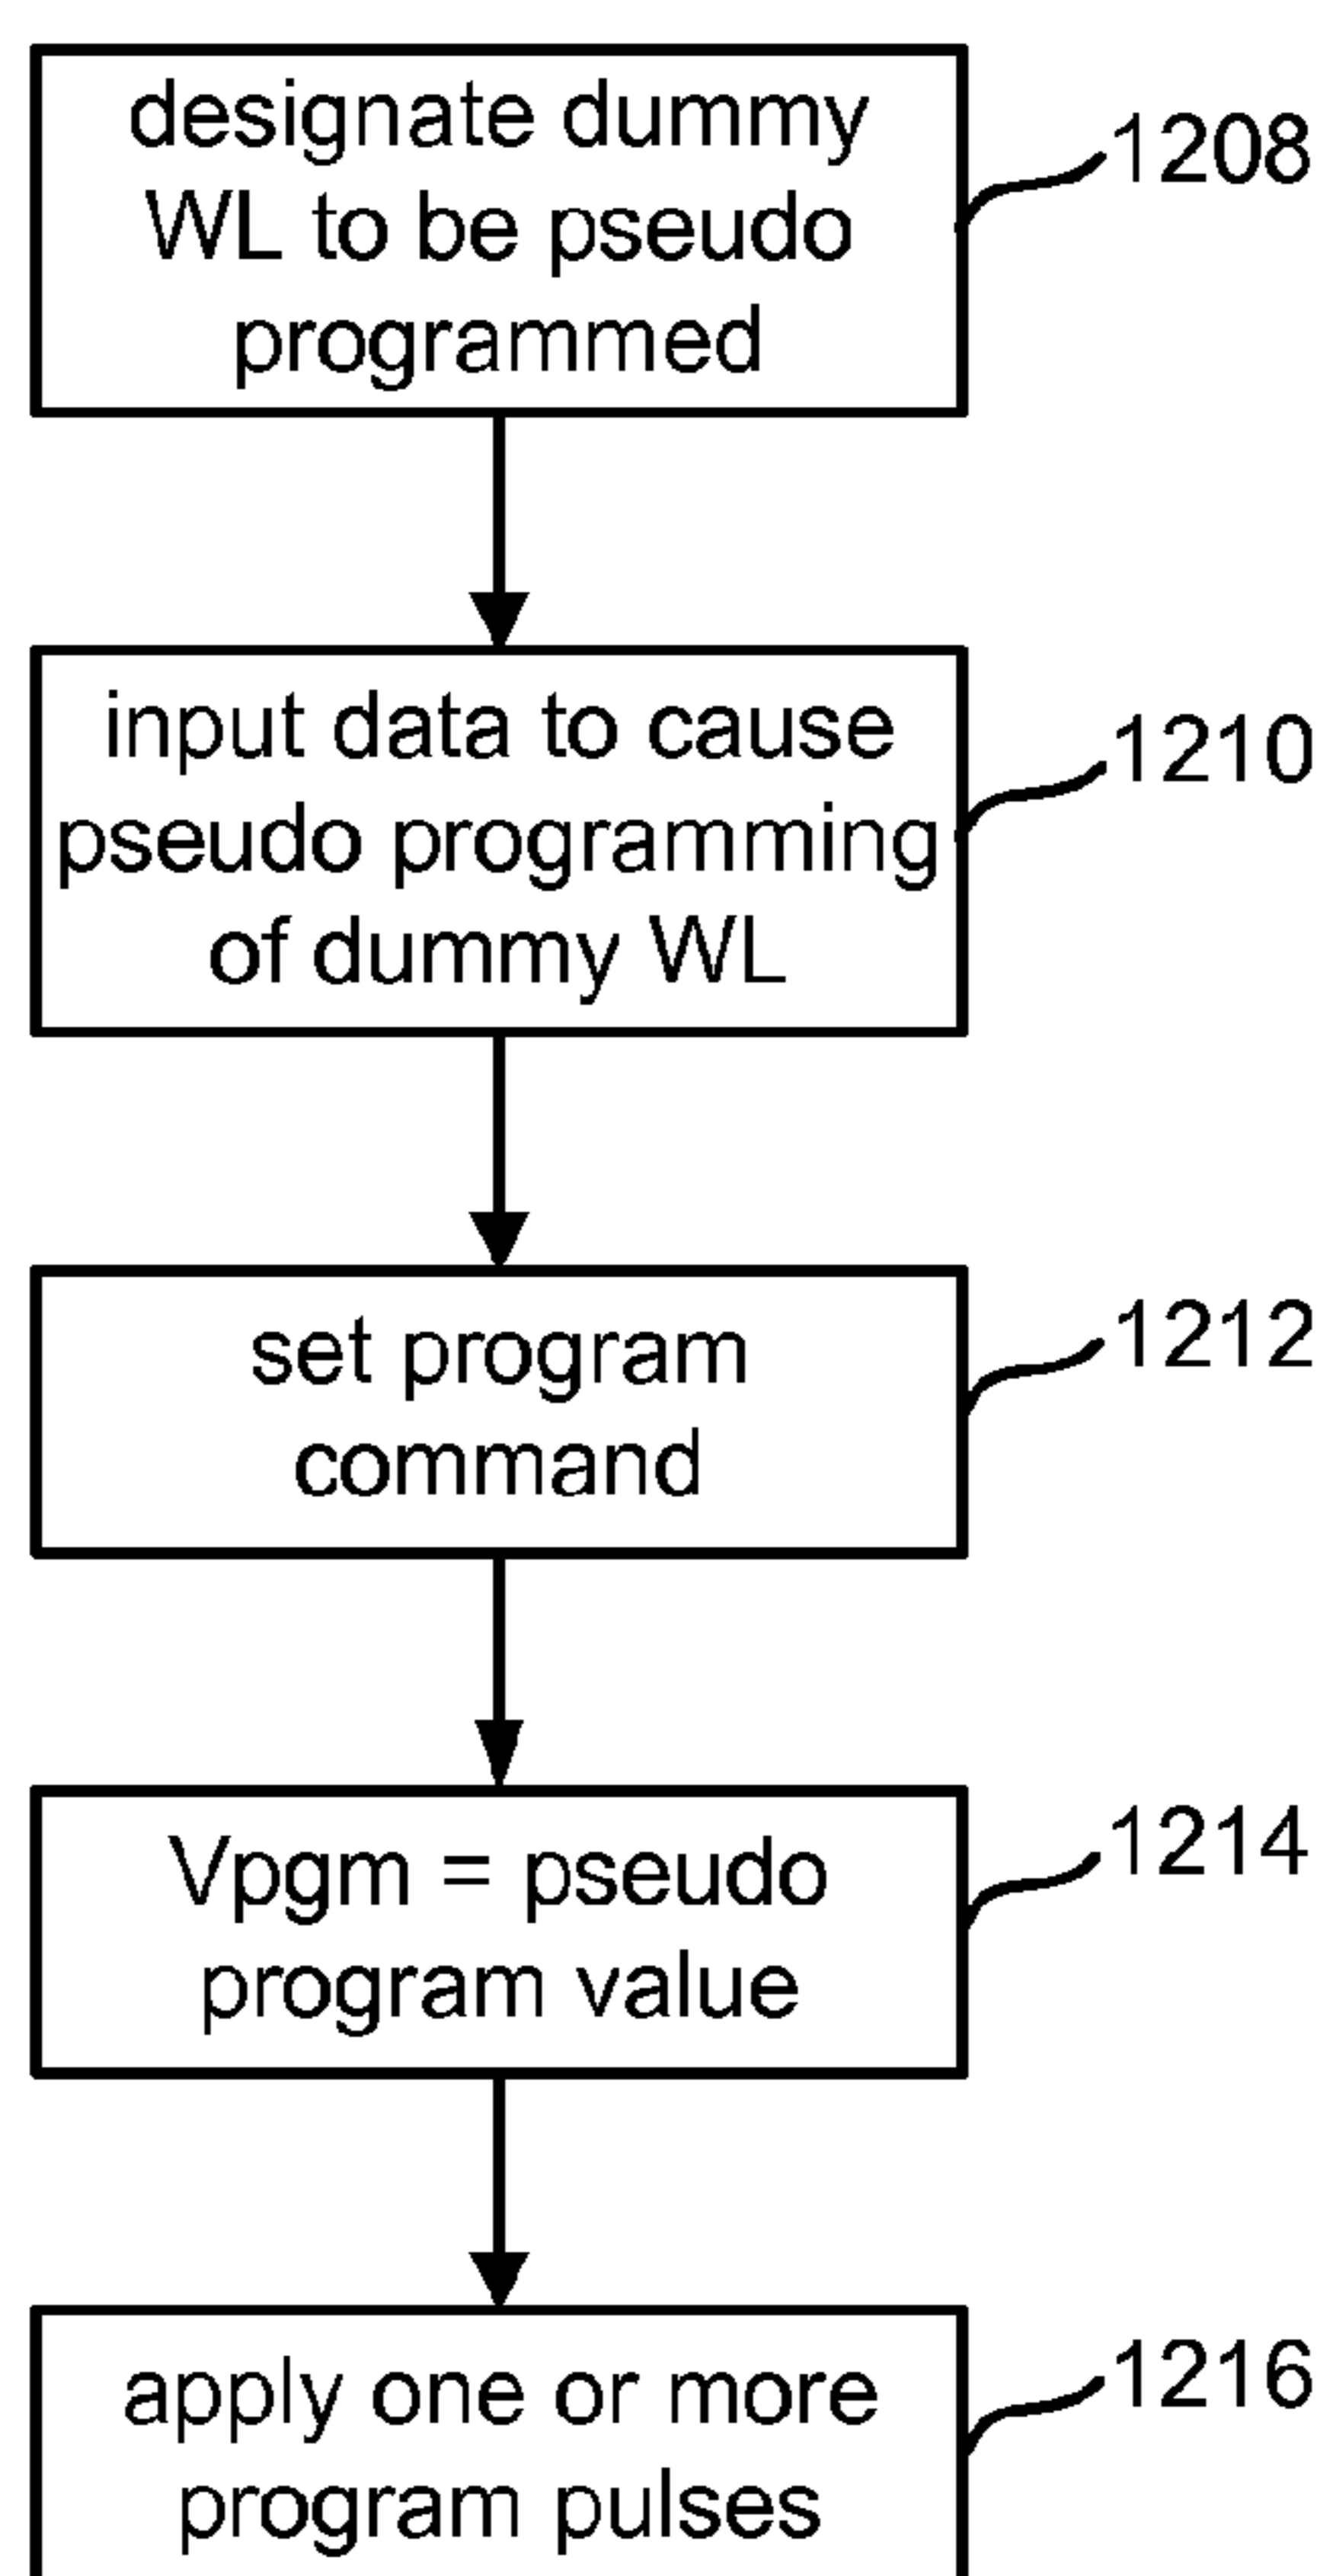 designate dummy
WL to be pseudo
programmed
1208
input data to cause
pseudo programming
of dummy WL
1210
set program
command
1212
Vpgm = pseudo
program value
1214
apply one or more
program pulses
1216